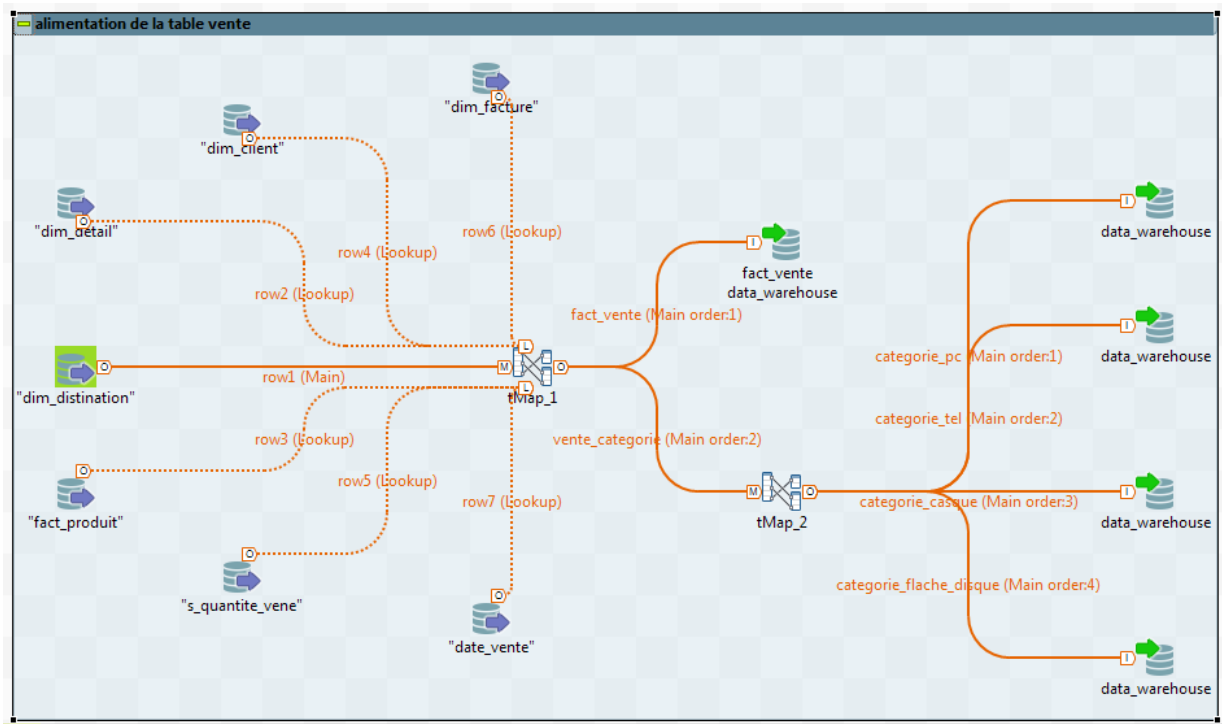 alimentation de la table vente
"dim_facture"
"dim_client"
"dim_detail"
row6 (Lookup)
row4 (Lookup)
row2 (Lookup)
data_warehouse
fact_vente
data_warehouse
fact_vente (Main order:1)
categorie_pc (Main order:1)
data_warehouse
row1 (Main)
"dim_distination"
tMap_1
categorie_tel (Main order:2)
row3 (Lookup)
vente_categorie (Main order:2)
row5 (Lookup)
row7 (Lookup)
categorie_casque (Main order:3)
"fact_produit"
tMap_2
data_warehouse
categorie_flache_disque (Main order:4)
"s_quantite_vene"
"date_vente"
data_warehouse
M
L
L
M
O
O
O
O
O
O
O
O
O
I
I
I
I
I